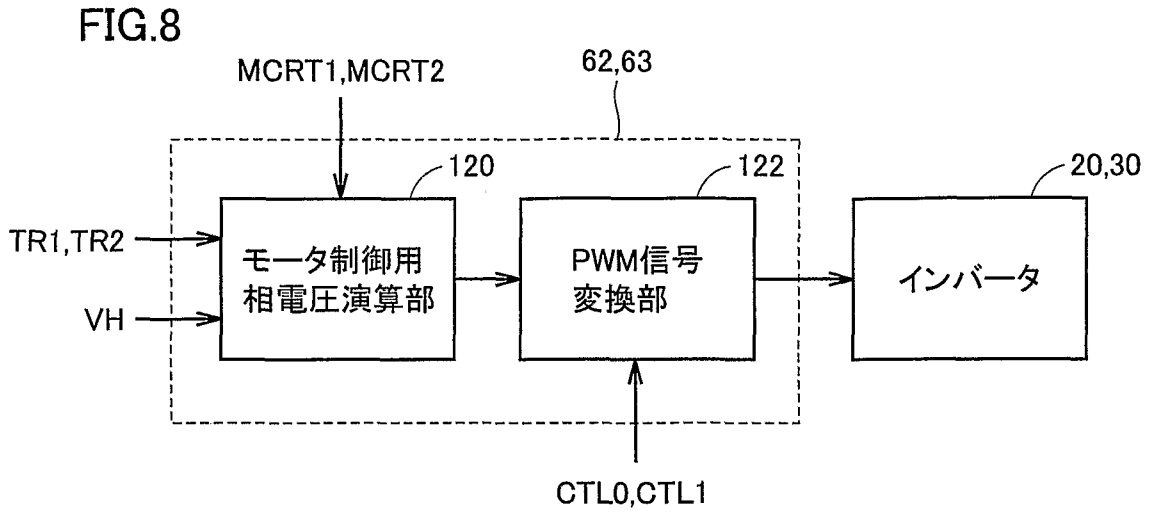 FIG.8
MCRT1,MCRT2
62,63
120
122
20,30
TR1,TR2
VH
モータ制御用
相電圧演算部
PWM信号
変換部
インバータ
CTL0,CTL1